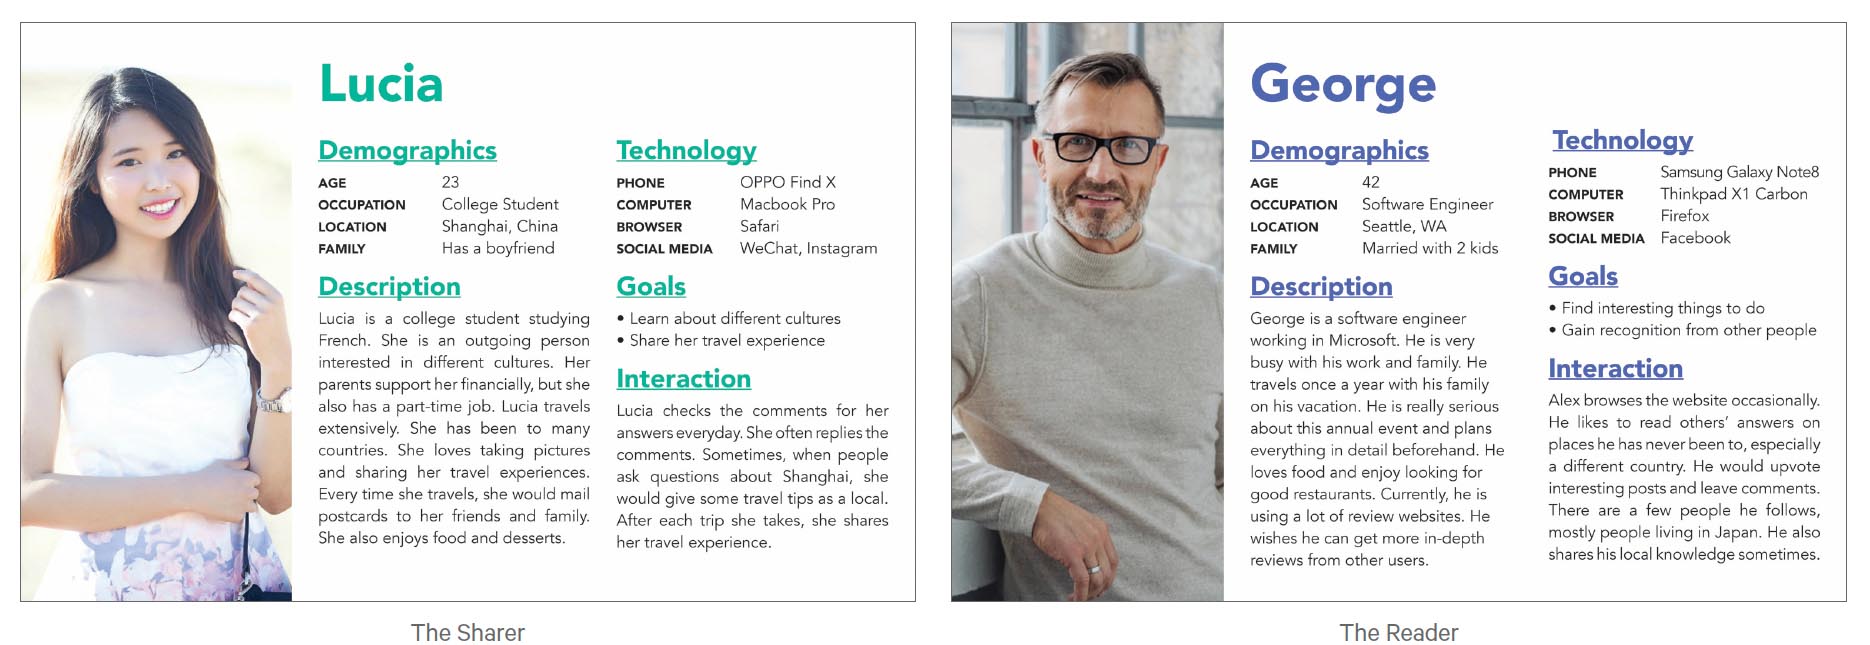 Lucia
Demographics
AGE 23
OCCUPATION College Student
LOCATION Shanghai, China
FAMILY Has a boyfriend
Description
Lucia is a college student studying
French. She is an outgoing person
interested in different cultures. Her
parents support her financially, but she
also has a part-time job. Lucia travels
extensively. She has been to many
countries. She loves taking pictures
and sharing her travel experiences.
Every time she travels, she would mail
postcards to her friends and family.
She also enjoys food and desserts.
Technology
PHONE OPPO Find X
COMPUTER Macbook Pro
BROWSER Safari
SOCIAL MEDIA WeChat, Instagram
Goals
• Learn about different cultures
• Share her travel experience
Interaction
Lucia checks the comments for her
answers everyday. She often replies the
comments. Sometimes, when people
ask questions about Shanghai, she
would give some travel tips as a local.
After each trip she takes, she shares
her travel experience.
The Sharer
George
Demographics
AGE 42
OCCUPATION Software Engineer
LOCATION Seattle, WA
FAMILY Married with 2 kids
Description
George is a software engineer
working in Microsoft. He is very
busy with his work and family. He
travels once a year with his family
on his vacation. He is really serious
about this annual event and plans
everything in detail beforehand. He
loves food and enjoy looking for
good restaurants. Currently, he is
using a lot of review websites. He
wishes he can get more in-depth
reviews from other users.
Technology
PHONE Samsung Galaxy Note8
COMPUTER Thinkpad X1 Carbon
BROWSER Firefox
SOCIAL MEDIA Facebook
Goals
• Find interesting things to do
• Gain recognition from other people
Interaction
Alex browses the website occasionally.
He likes to read others’ answers on
places he has never been to, especially
a different country. He would upvote
interesting posts and leave comments.
There are a few people he follows,
mostly people living in Japan. He also
shares his local knowledge sometimes.
The Reader